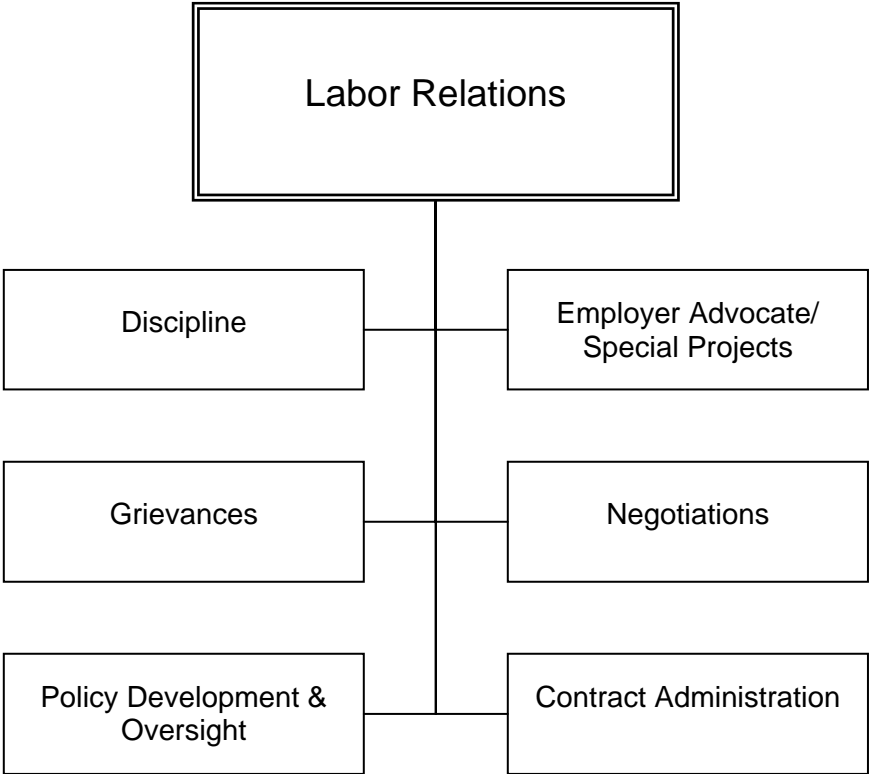 Labor Relations
Discipline
Employer Advocate/
Special Projects
Grievances
Negotiations
Policy Development &
Oversight
Contract Administration